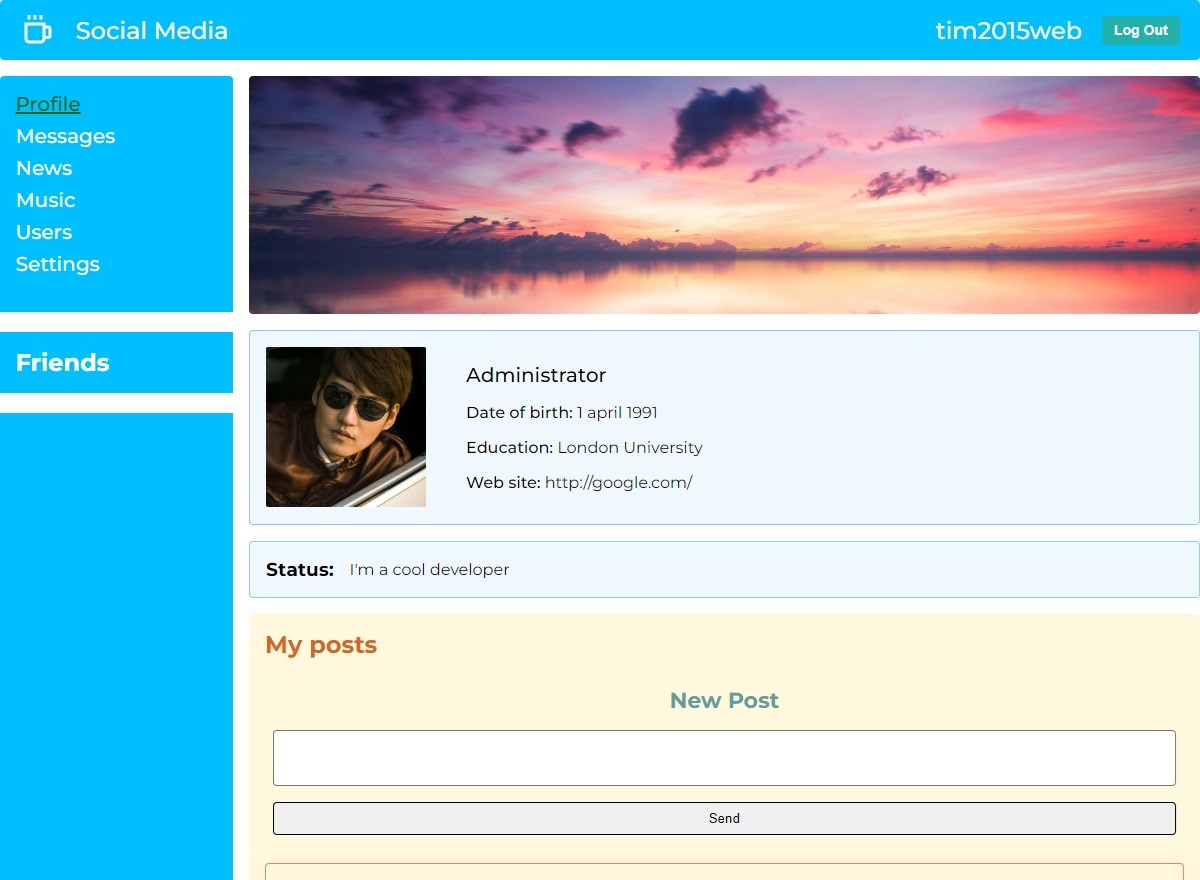 Social Media
tim2015web
Log Out
Profile
Messages
News
Music
Users
Settings
Friends
Administrator
Date of birth: 1 april 1991
Education: London University
Web site: http://google.com/
Status: I'm a cool developer
My posts
New Post
Send